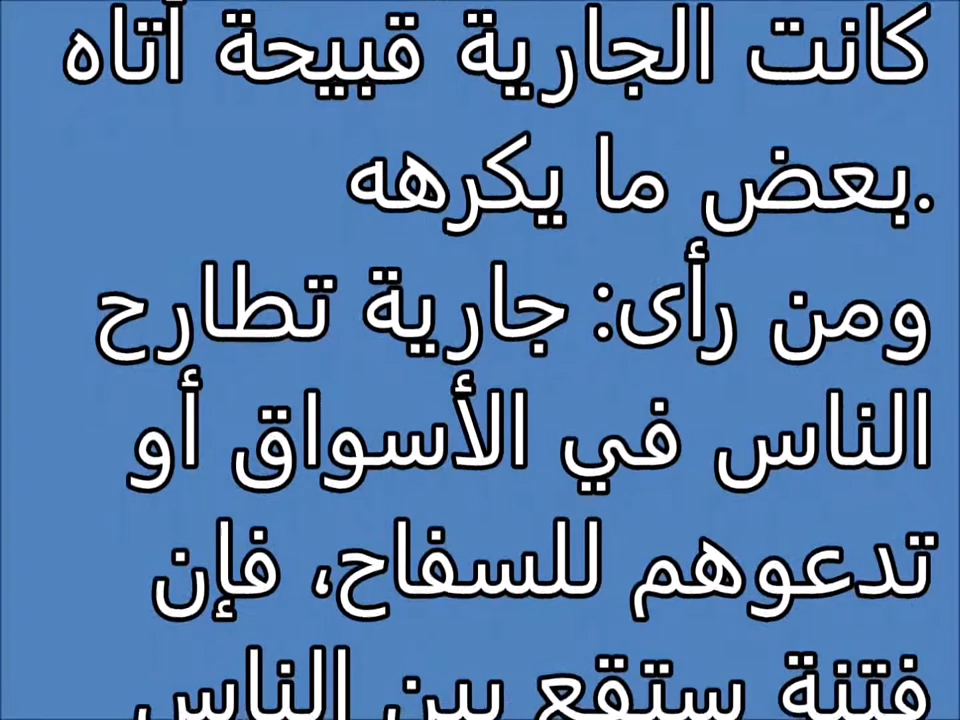 كانت الجارية قبيحة أتاه
بعض ما يكرهه.
ومن رأى: جارية تطارح
الناس في الأسواق أو
تدعوهم للسفاح، فإن
فتنة ستقع بين الناس